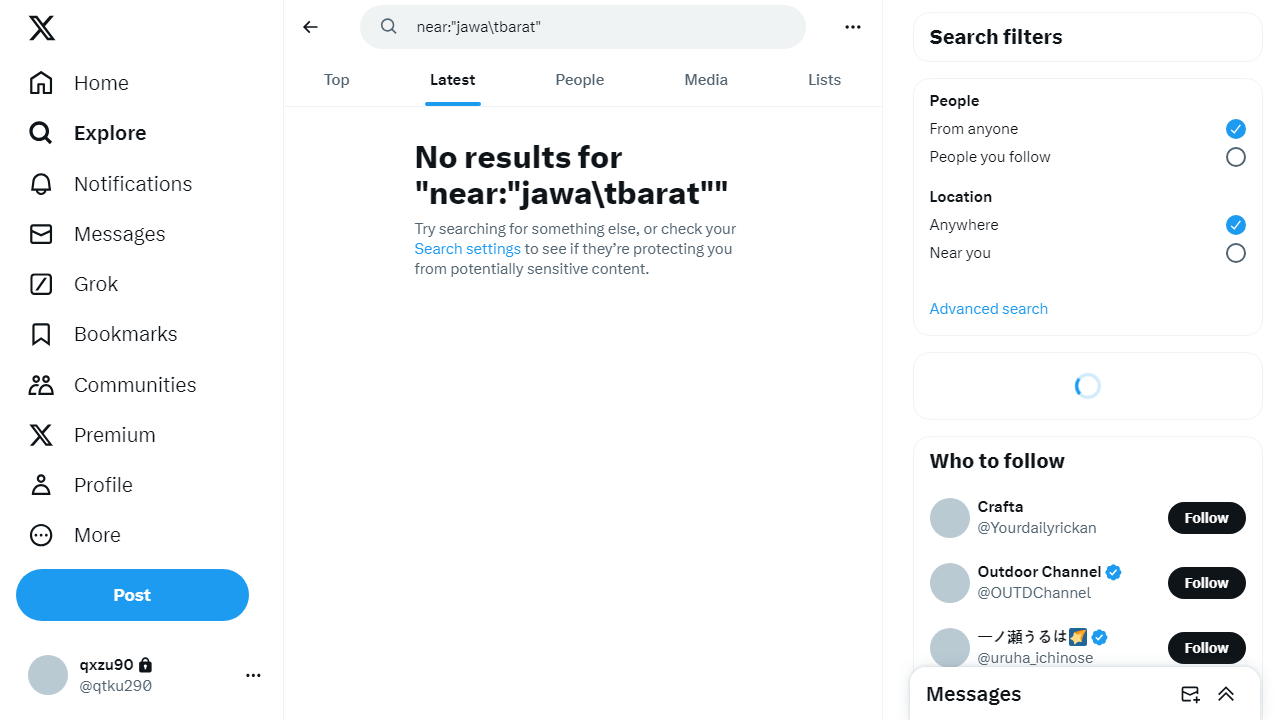 Home
Explore
Notifications
Messages
Grok
Bookmarks
Communities
Premium
Profile
More
Post
qxzu90
@qtku290
near:"jawa\tbarat"
Top
Latest
People
Media
Lists
No results for
"near:"jawa\tbarat""
Try searching for something else, or check your
Search settings to see if they’re protecting you
from potentially sensitive content.
Search filters
People
From anyone
People you follow
Location
Anywhere
Near you
Advanced search
Who to follow
Crafta
@Yourdailyrickan
Follow
Outdoor Channel
@OUTDChannel
Follow
一ノ瀬うるは
@uruha_ichinose
Follow
Messages